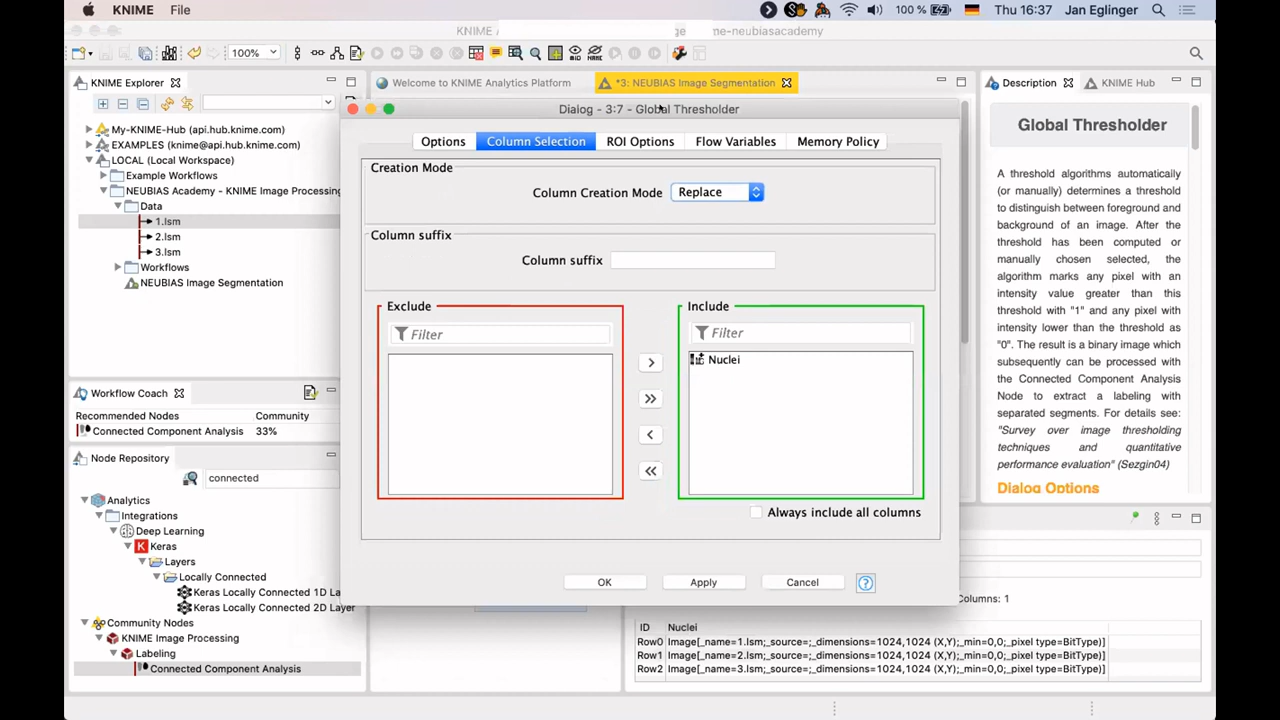 KNIME File 100 % Thu 16:37 Jan Eglinger
KNIME ge me-neubiasacademy
100%
KNIME Explorer
Welcome to KNIME Analytics Platform
*3: NEUBIAS Image Segmentation
Description
KNIME Hub
Dialog - 3:7 - Global Thresholder
My-KNIME-Hub (api.hub.knime.com)
EXAMPLES (knime@api.hub.knime.com)
LOCAL (Local Workspace)
Example Workflows
NEUBIAS Academy - KNIME Image Processing
Data
1.lsm
2.lsm
3.lsm
Workflows
NEUBIAS Image Segmentation
Workflow Coach
Recommended Nodes Community
Connected Component Analysis 33%
Node Repository
connected
Analytics
Integrations
Deep Learning
Keras
Layers
Locally Connected
Keras Locally Connected 1D La
Keras Locally Connected 2D Layer
Community Nodes
KNIME Image Processing
Labeling
Connected Component Analysis
Options Column Selection ROI Options Flow Variables Memory Policy
Creation Mode
Column Creation Mode Replace
Column suffix
Column suffix
Exclude
Filter
Include
Filter
Nuclei
> 
>>
<
<<
Always include all columns
OK Apply Cancel ?
Global Thresholder
A threshold algorithms automatically
(or manually) determines a threshold
to distinguish between foreground and
background of an image. After the
threshold has been computed or
manually chosen selected, the
algorithm marks any pixel with an
intensity value greater than this
threshold with "1" and any pixel with
intensity lower than the threshold as
"0". The result is a binary image which
subsequently can be processed with
the Connected Component Analysis
Node to extract a labeling with
separated segments. For details see:
"Survey over image thresholding
techniques and quantitative
performance evaluation" (Sezgin04)
Dialog Options
olumns: 1
ID Nuclei
Row0 Image[_name=1.lsm;_source=;_dimensions=1024,1024 (X,Y);_min=0,0;_pixel type=BitType)]
Row1 Image[_name=2.lsm;_source=;_dimensions=1024,1024 (X,Y);_min=0,0;_pixel type=BitType)]
Row2 Image[_name=3.lsm;_source=;_dimensions=1024,1024 (X,Y);_min=0,0;_pixel type=BitType)]